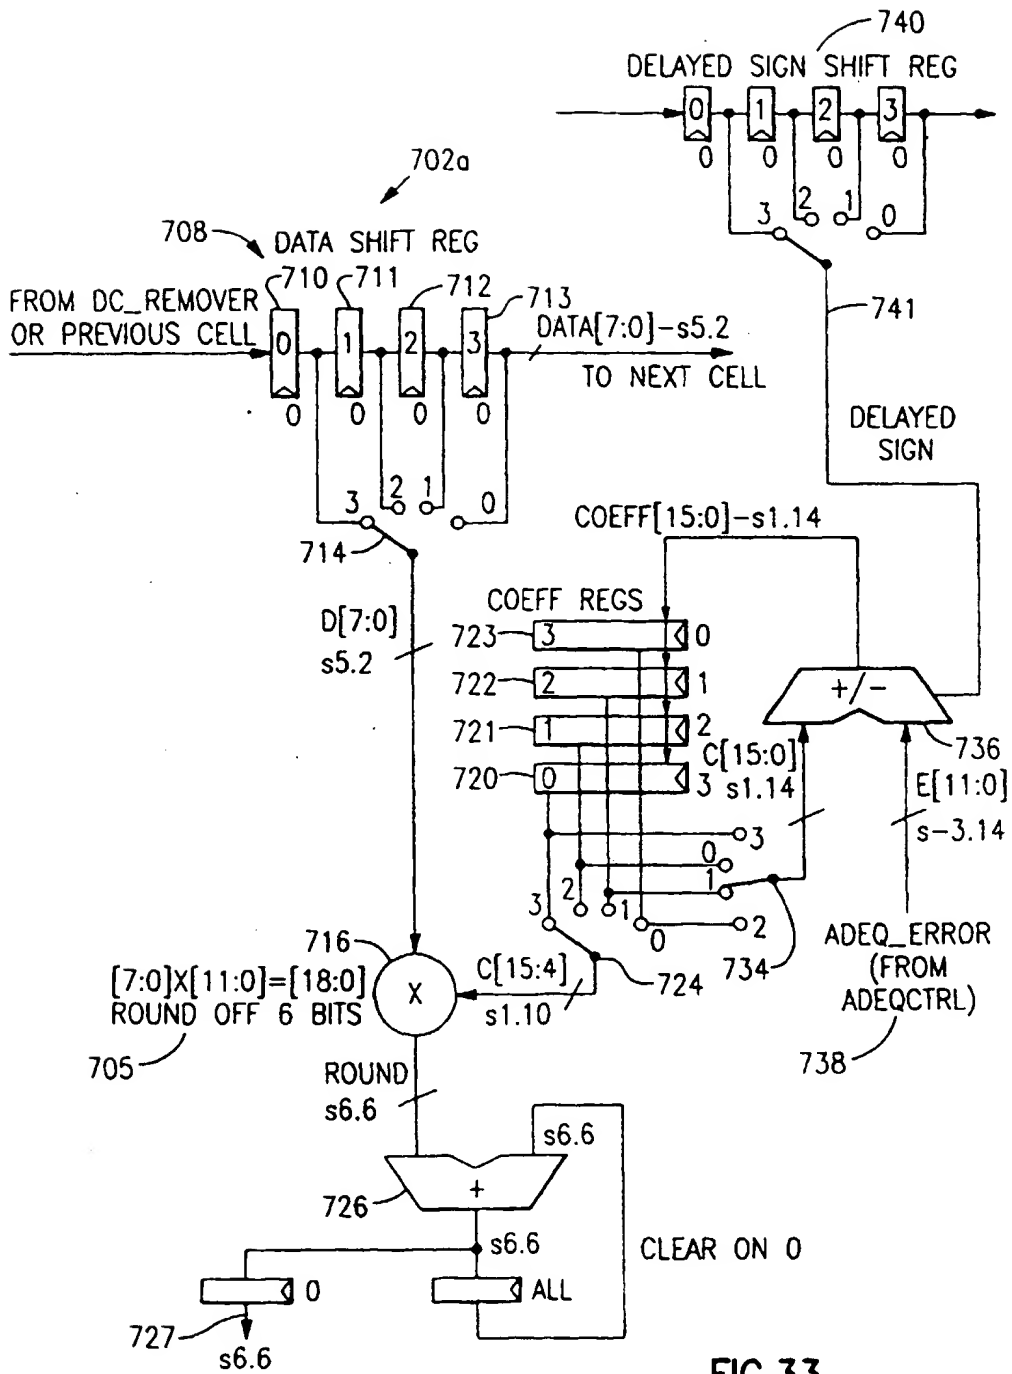 740
DELAYED SIGN SHIFT REG
0 1 2 3
0 0 0 0
3 2 1 0
741
DELAYED
SIGN
702a
708
DATA SHIFT REG
710 711 712 713
FROM DC_REMOVER
OR PREVIOUS CELL
0 1 2 3
0 0 0 0
DATA[7:0]-s5.2
TO NEXT CELL
3 2 1 0
714
D[7:0]
s5.2
COEFF[15:0]-s1.14
COEFF REGS
723 3 0
722 2 1
721 1 2
720 0 3
C[15:0]
s1.14
+/-
736
E[11:0]
s-3.14
3
0
1
2
734
3 2 1 0
724
ADEQ_ERROR
(FROM
ADEQCTRL)
738
716
X
C[15:4]
s1.10
[7:0]X[11:0]=[18:0]
ROUND OFF 6 BITS
705
ROUND
s6.6
s6.6
726
+
s6.6
CLEAR ON 0
0
ALL
727
s6.6
FIG.33